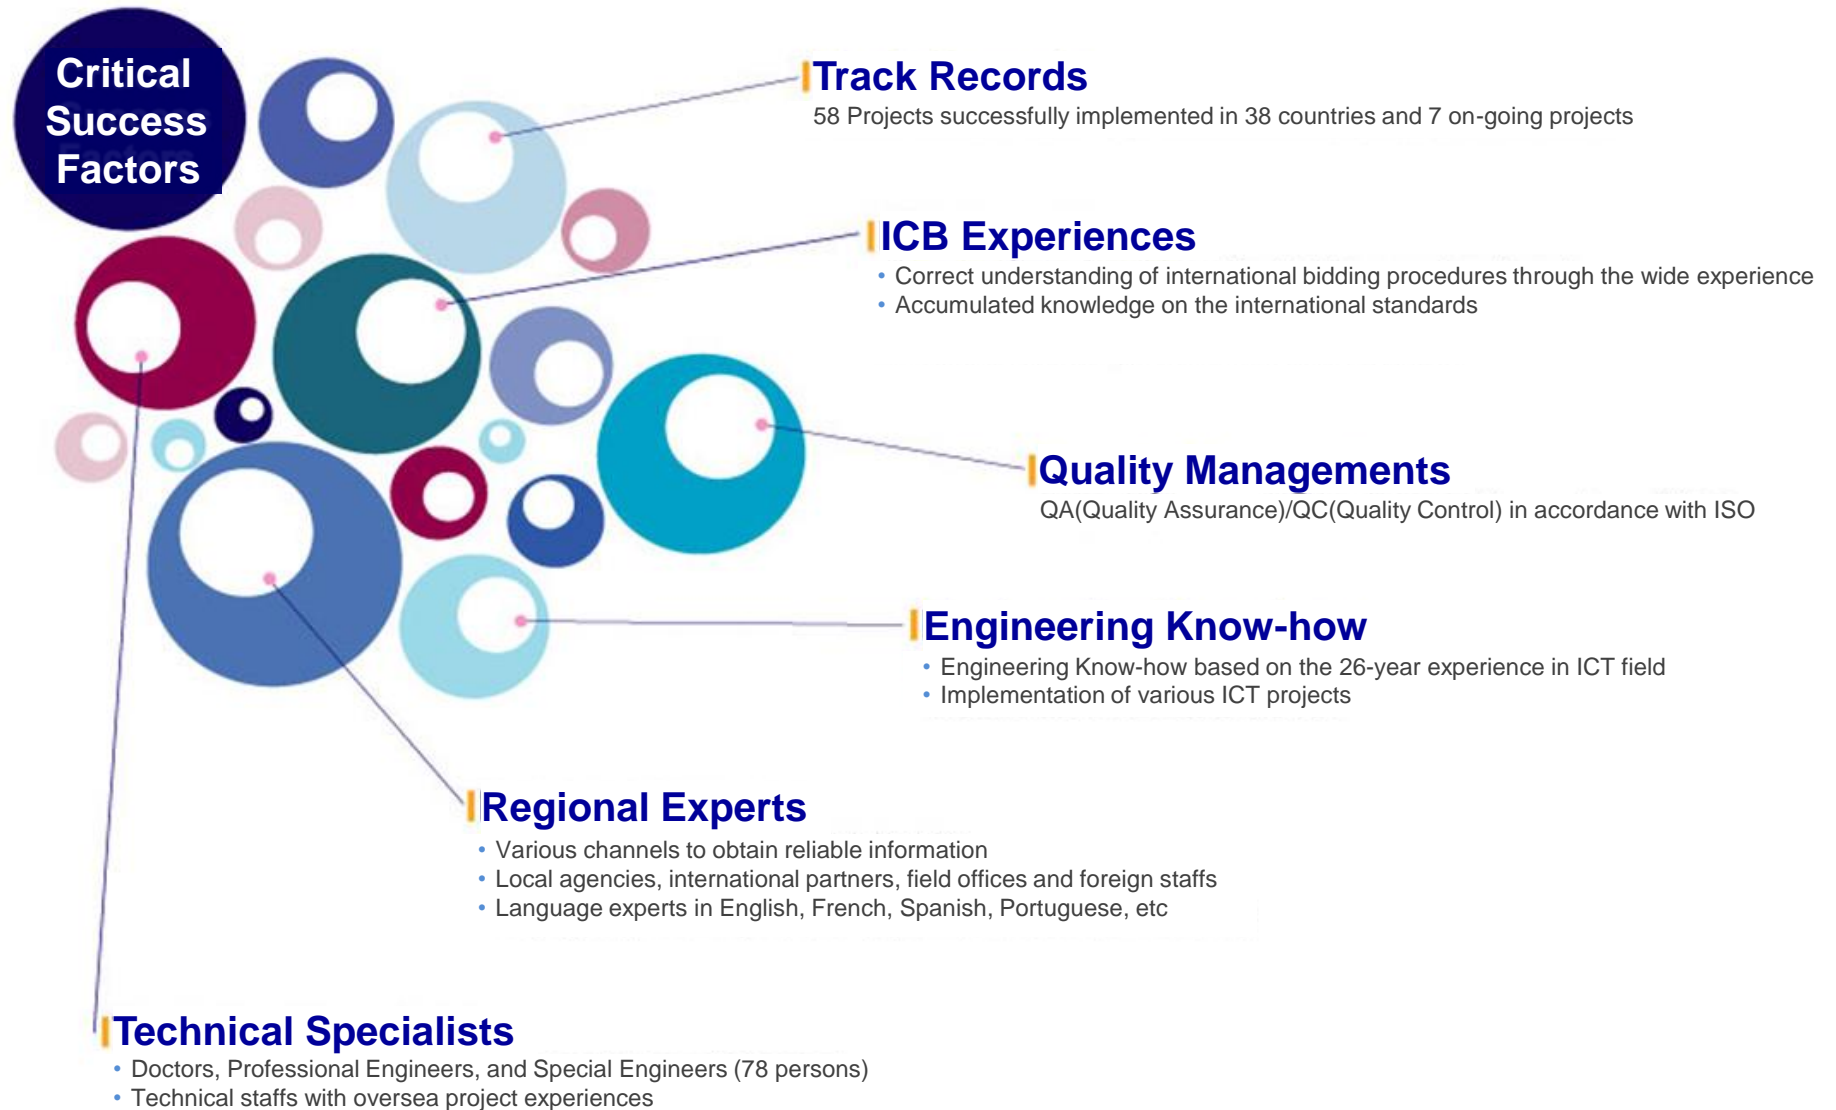 Critical
Success
Factors
Track Records
58 Projects successfully implemented in 38 countries and 7 on-going projects
ICB Experiences
• Correct understanding of international bidding procedures through the wide experience
• Accumulated knowledge on the international standards
Quality Managements
QA(Quality Assurance)/QC(Quality Control) in accordance with ISO
Engineering Know-how
• Engineering Know-how based on the 26-year experience in ICT field
• Implementation of various ICT projects
Regional Experts
• Various channels to obtain reliable information
• Local agencies, international partners, field offices and foreign staffs
• Language experts in English, French, Spanish, Portuguese, etc
Technical Specialists
• Doctors, Professional Engineers, and Special Engineers (78 persons)
• Technical staffs with oversea project experiences